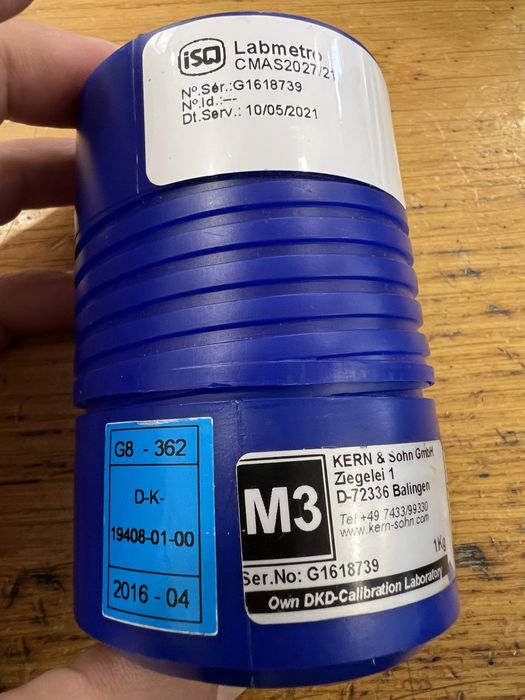 isq
Labmetro
CMAS2027/21
Nº.Sér.:G1618739
Nº.Id.:--
Dt.Serv.: 10/05/2021
G8 - 362
D-K-
19408-01-00
2016 - 04
M3
KERN & Sohn GmbH
Ziegelei 1
D-72336 Balingen
Tel +49 7433/99330
www.kern-sohn.com
1Kg
Ser.No: G1618739
Own DKD-Calibration Laboratory